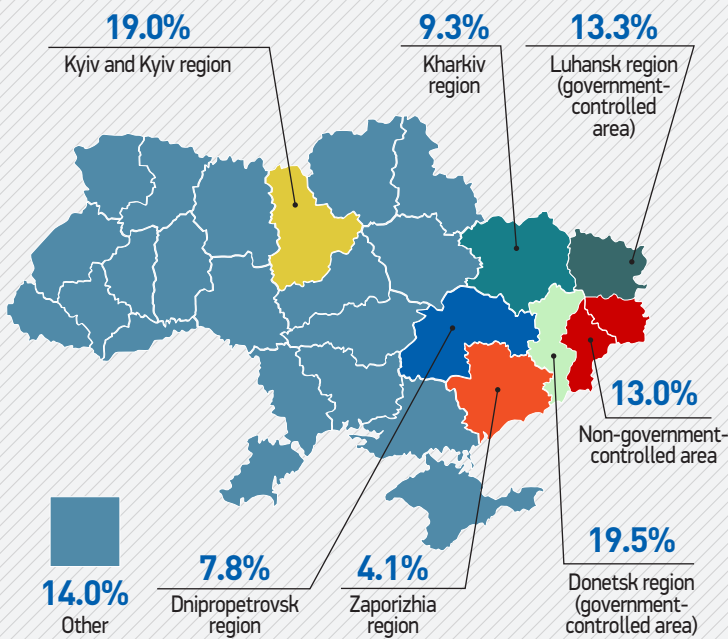 19.0%
Kyiv and Kyiv region
9.3%
Kharkiv
region
13.3%
Luhansk region
(government-
controlled
area)
13.0%
Non-government-
controlled area
19.5%
Donetsk region
(government-
controlled area)
4.1%
Zaporizhia
region
7.8%
Dnipropetrovsk
region
14.0%
Other